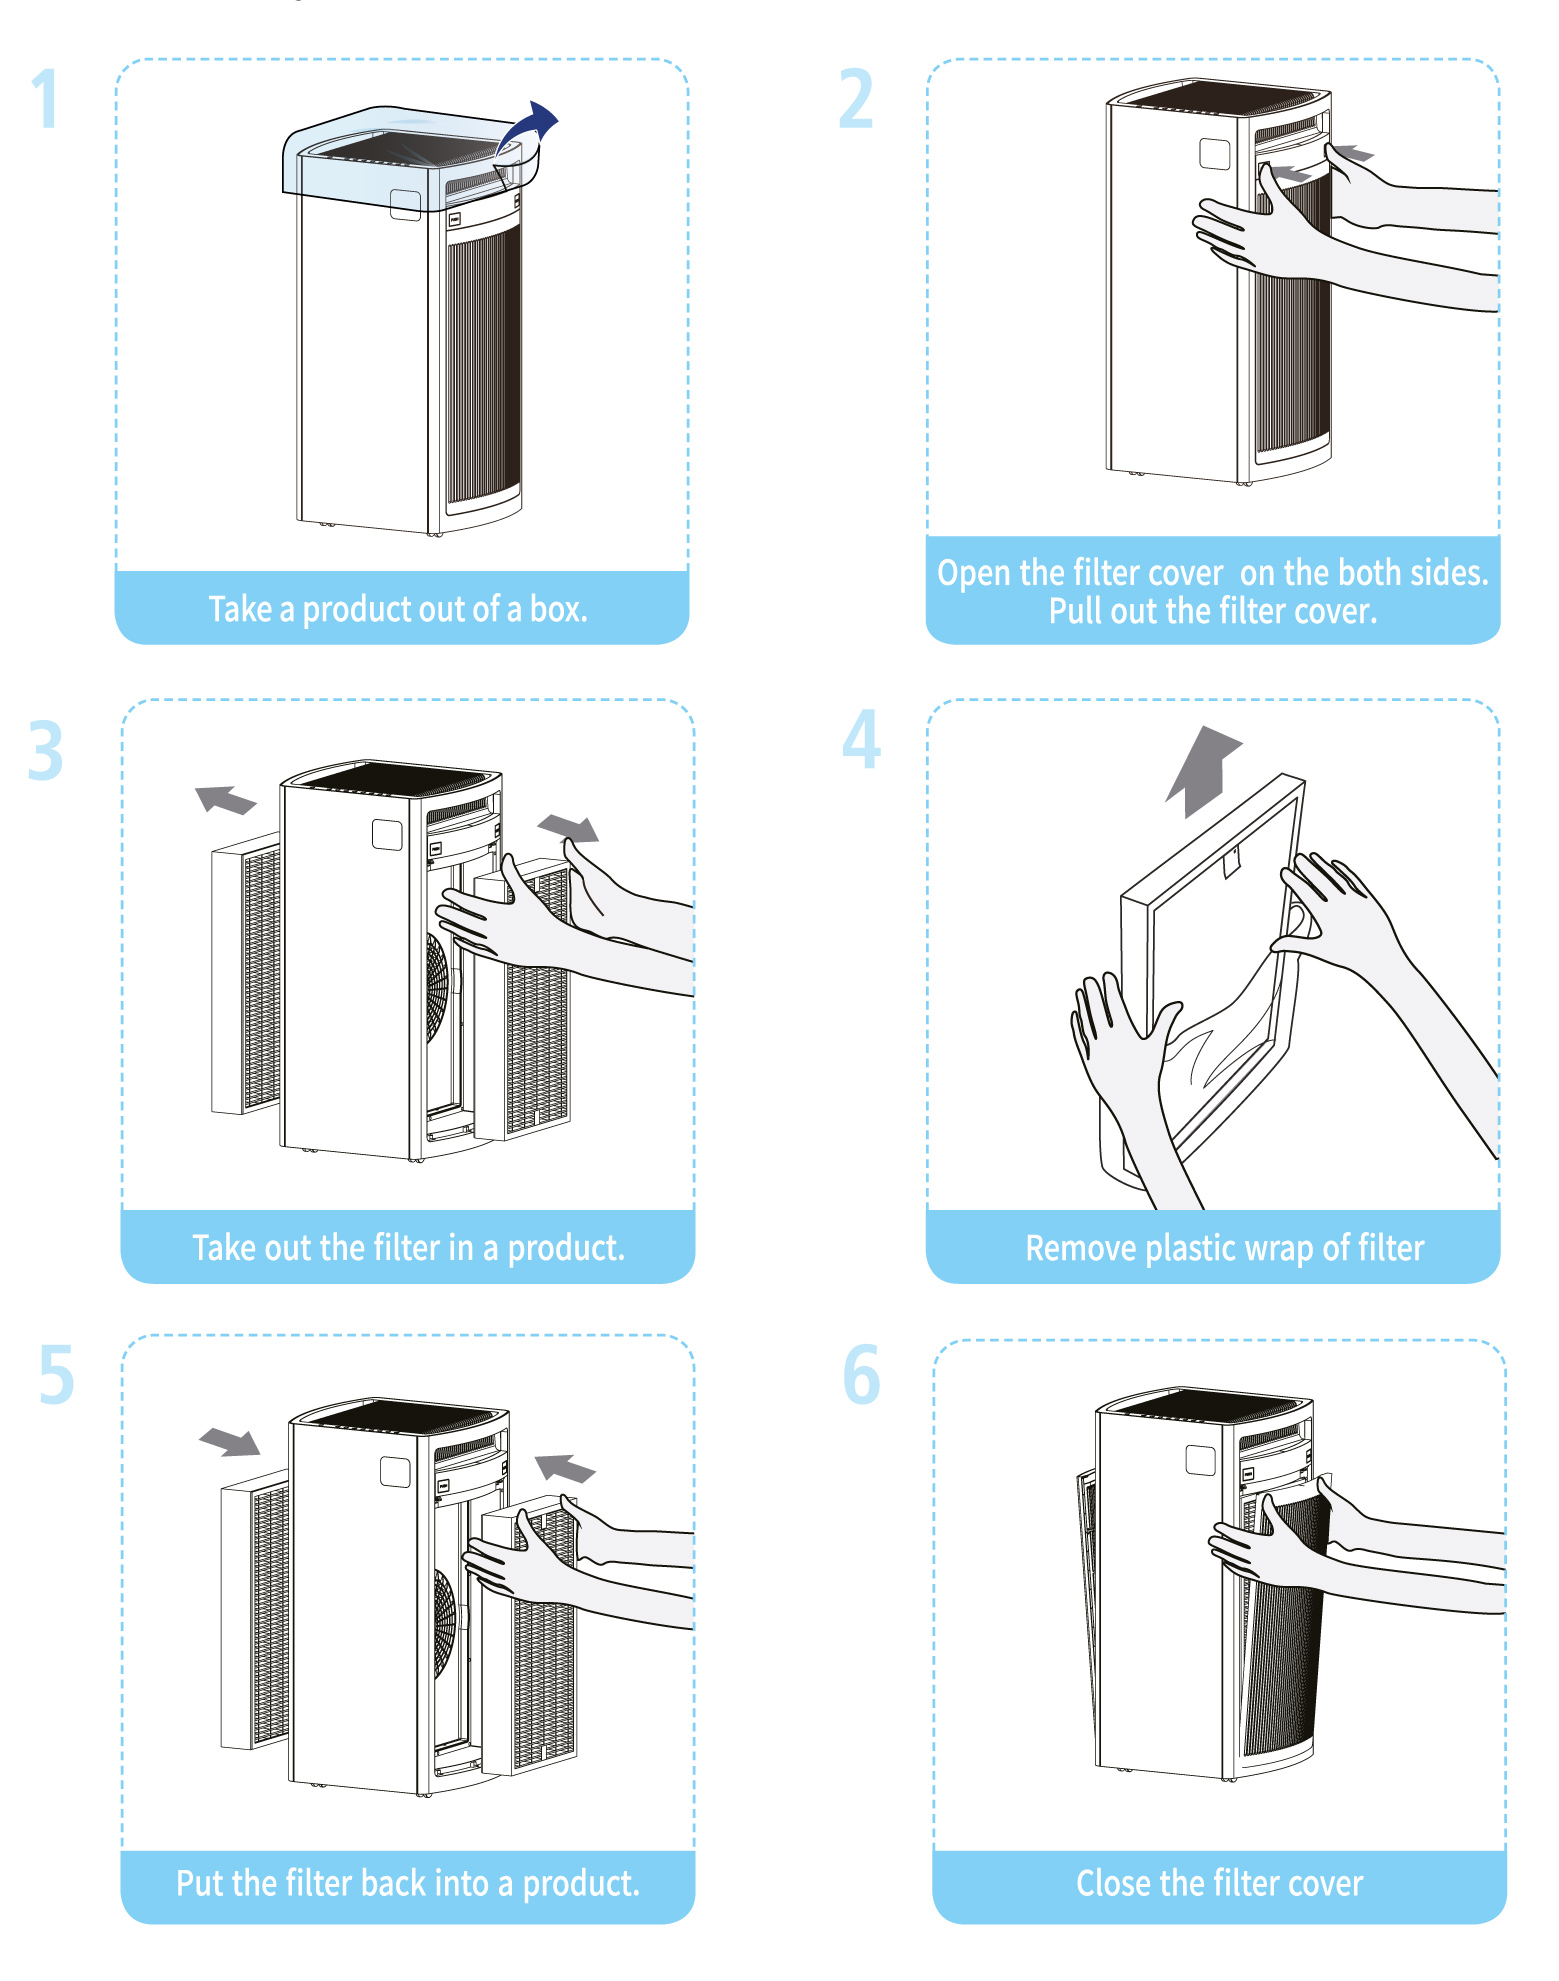 1
Take a product out of a box.
2
Open the filter cover  on the both sides.
Pull out the filter cover.
3
Take out the filter in a product.
4
Remove plastic wrap of filter
5
Put the filter back into a product.
6
Close the filter cover